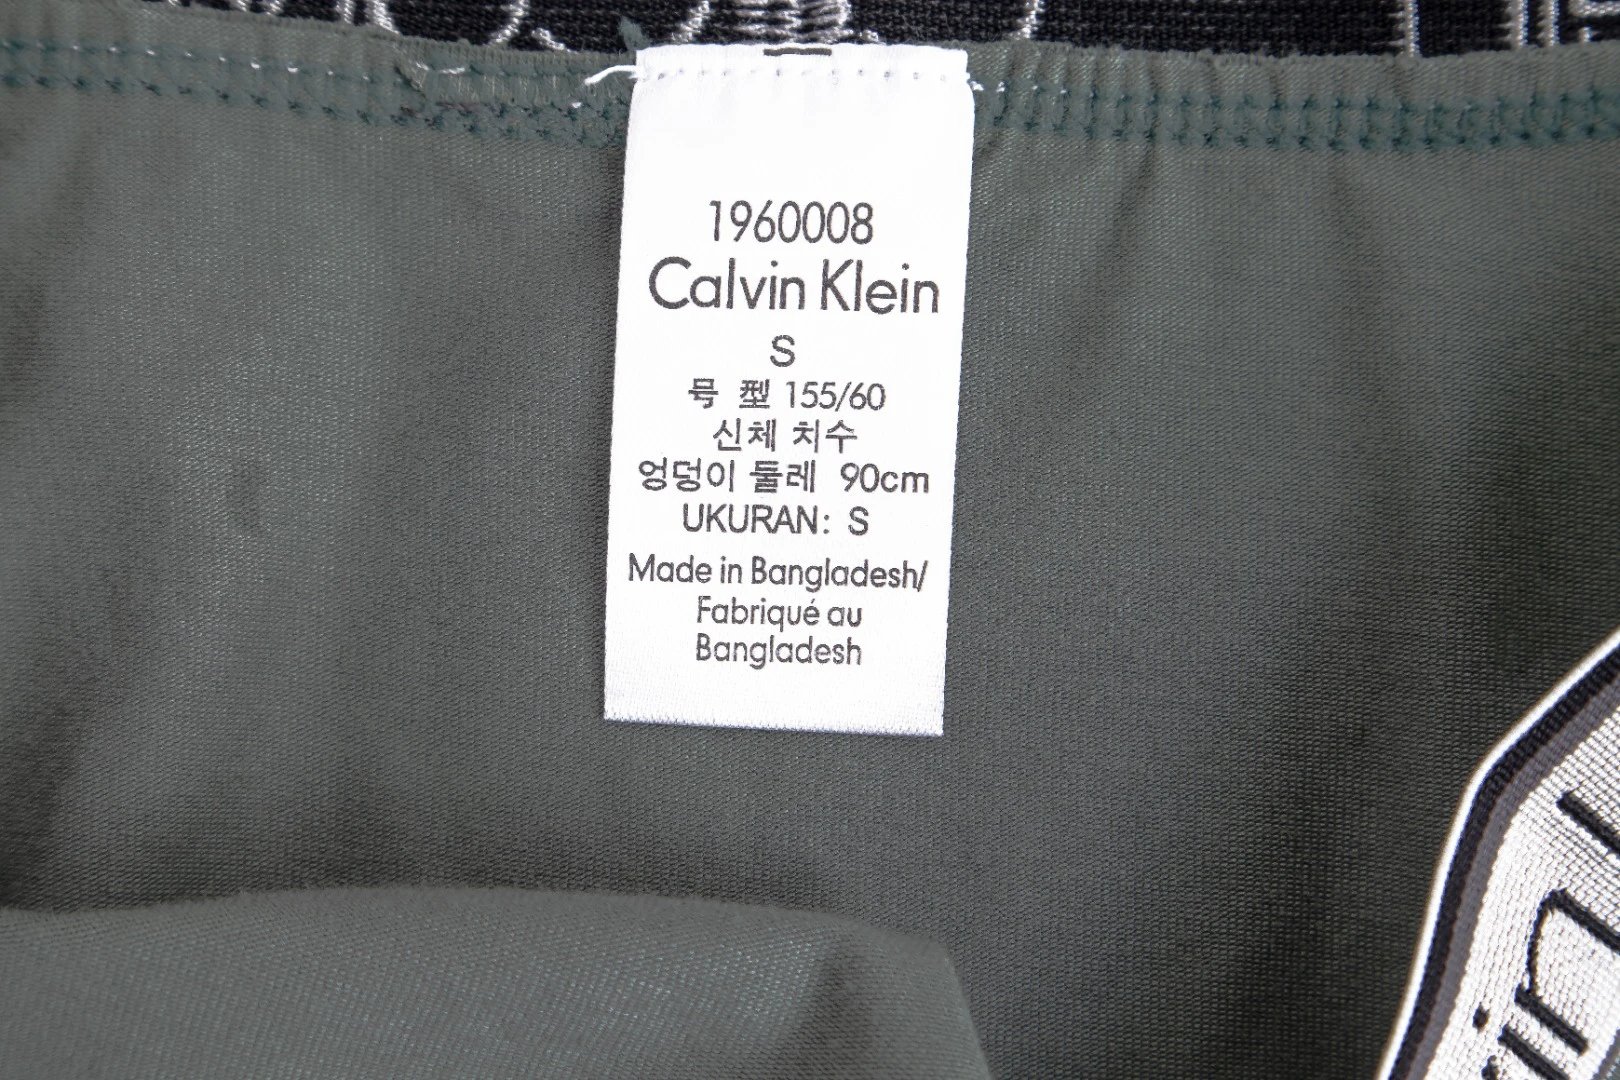 1960008
Calvin Klein
S
号 型 155/60
신체 치수
엉덩이 둘레 90cm
UKURAN: S
Made in Bangladesh/
Fabriqué au
Bangladesh